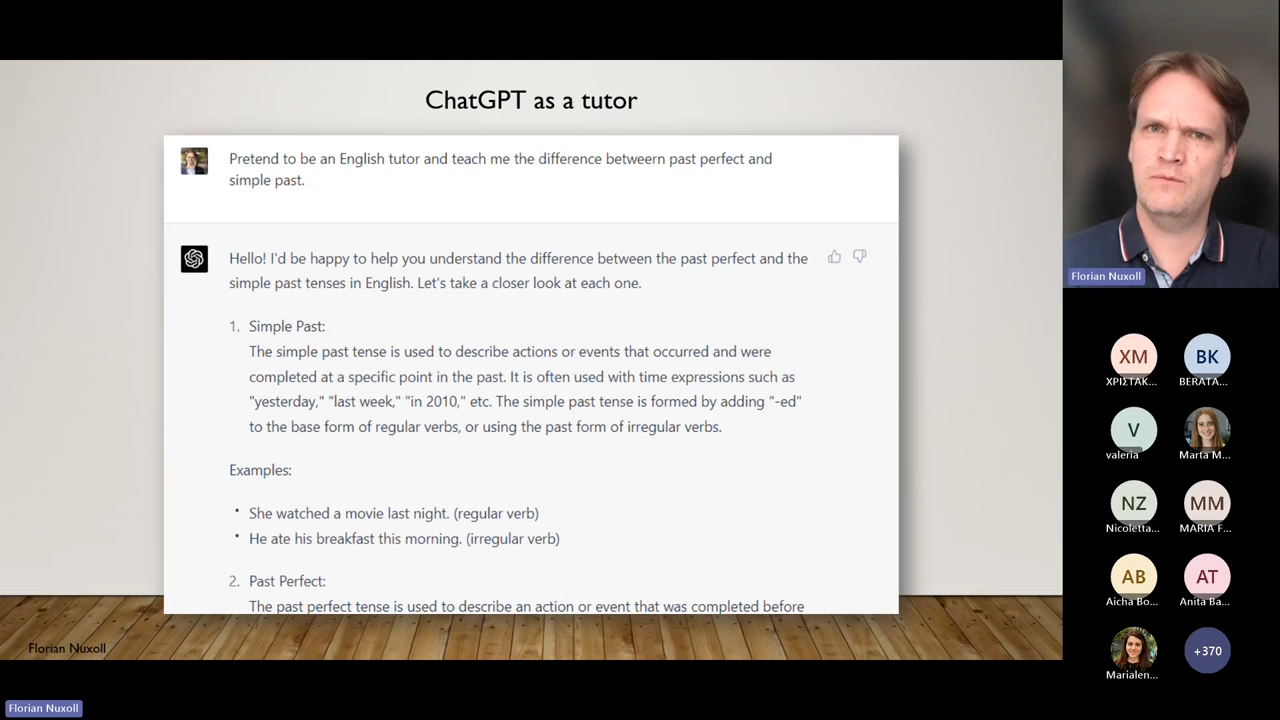 ChatGPT as a tutor
Pretend to be an English tutor and teach me the difference betweern past perfect and
simple past.
Hello! I'd be happy to help you understand the difference between the past perfect and the
simple past tenses in English. Let's take a closer look at each one.
1. Simple Past:
The simple past tense is used to describe actions or events that occurred and were
completed at a specific point in the past. It is often used with time expressions such as
"yesterday," "last week," "in 2010," etc. The simple past tense is formed by adding "-ed"
to the base form of regular verbs, or using the past form of irregular verbs.
Examples:
• She watched a movie last night. (regular verb)
• He ate his breakfast this morning. (irregular verb)
2. Past Perfect:
The past perfect tense is used to describe an action or event that was completed before
Florian Nuxoll
Florian Nuxoll
Florian Nuxoll
XM
ΧΡΙΣΤΑΚ...
BK
BERATA...
V
valeria
Marta M...
NZ
Nicoletta...
MM
MARIA F...
AB
Aicha Bo...
AT
Anita Ba...
Marialen...
+370